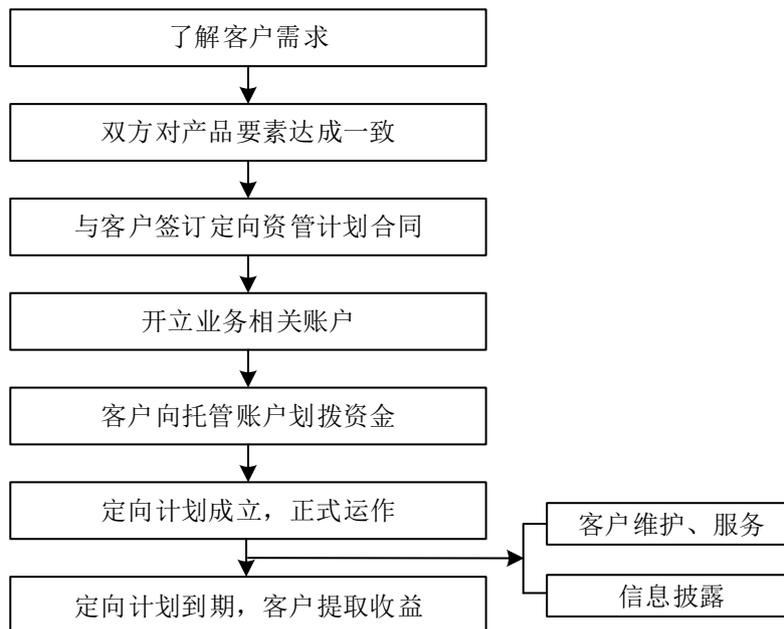 了解客户需求
双方对产品要素达成一致
与客户签订定向资管计划合同
开立业务相关账户
客户向托管账户划拨资金
定向计划成立，正式运作
客户维护、服务
定向计划到期，客户提取收益
信息披露